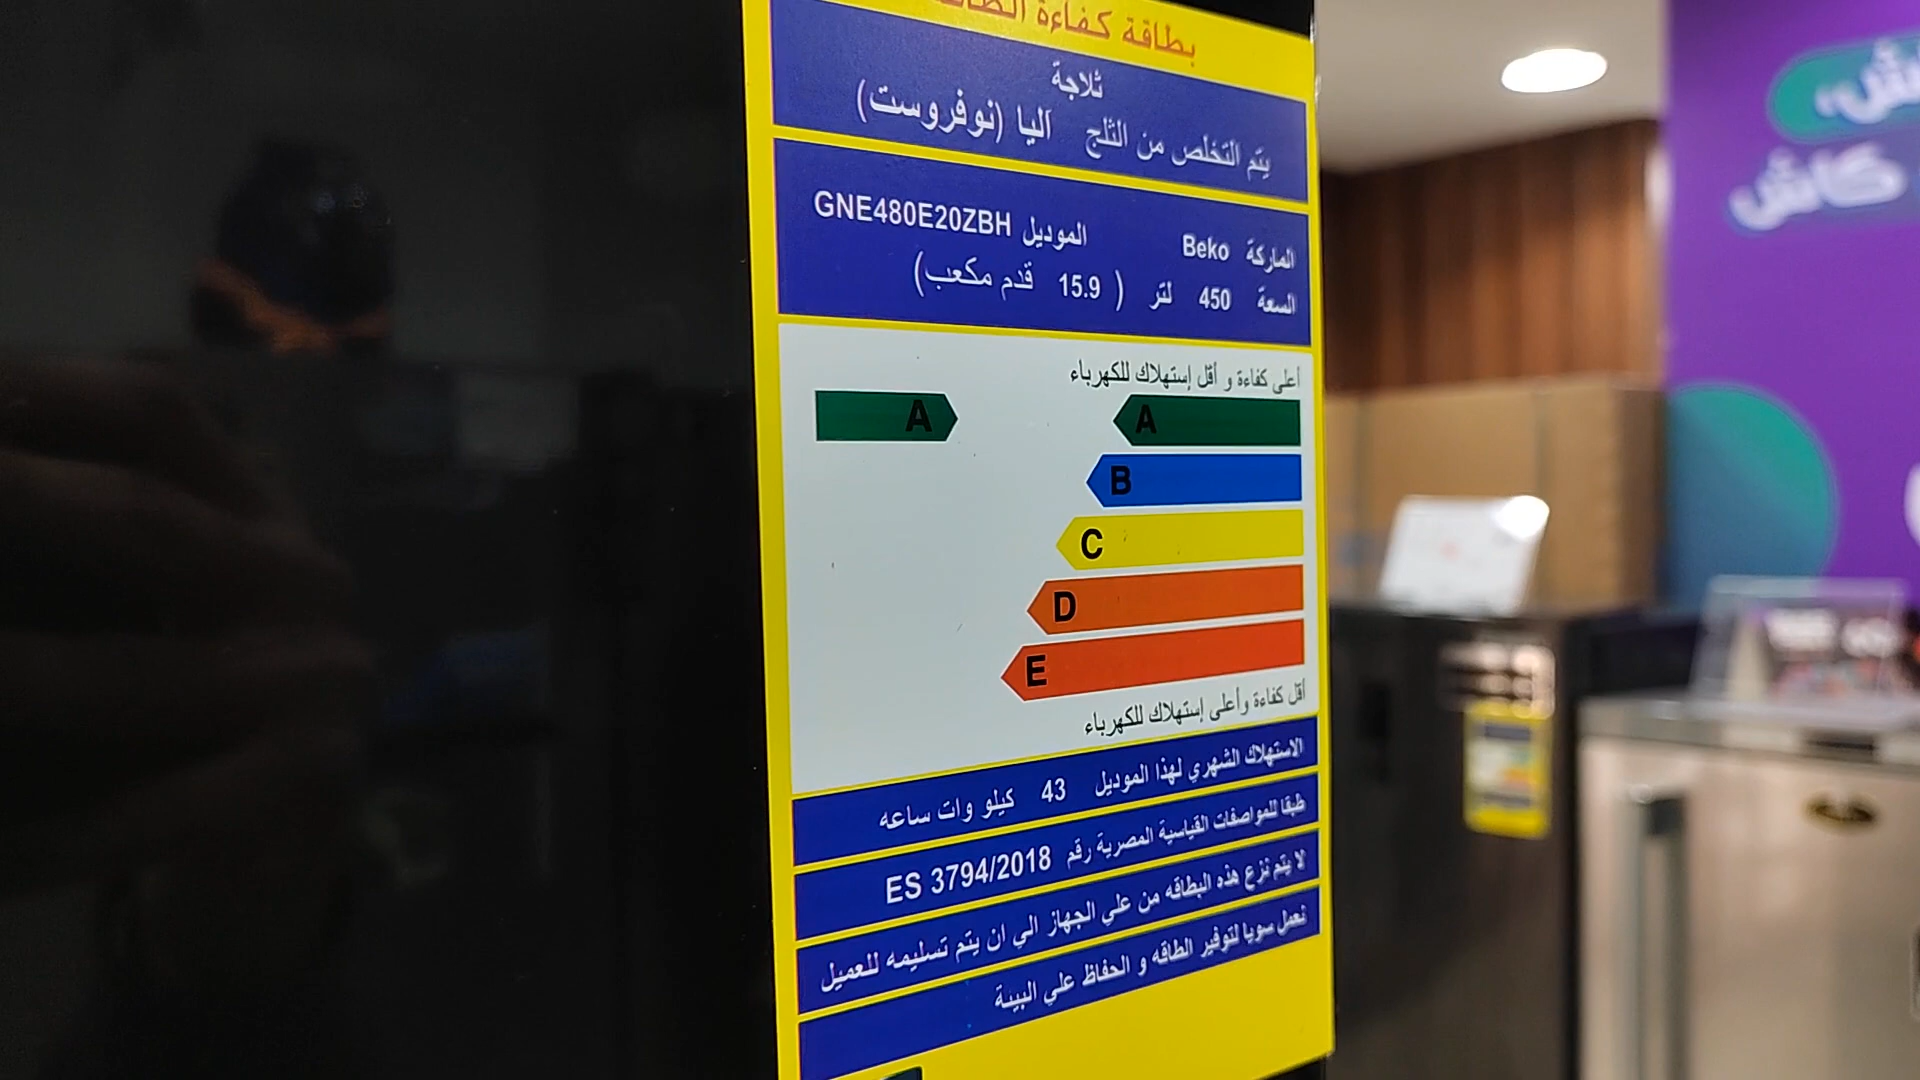 بطاقة كفاءة الطاقة
ثلاجة
يتم التخلص من الثلج اليا (نوفروست)
الماركة Beko الموديل GNE480E20ZBH
السعة 450 لتر ( 15.9 قدم مكعب)
أعلى كفاءة و أقل إستهلاك للكهرباء
A A
B
C
D
E
أقل كفاءة وأعلى إستهلاك للكهرباء
الاستهلاك الشهري لهذا الموديل 43 كيلو وات ساعه
طبقا للمواصفات القياسية المصرية رقم ES 3794/2018
لا يتم نزع هذه البطاقه من علي الجهاز الي ان يتم تسليمه للعميل
نعمل سويا لتوفير الطاقه و الحفاظ علي البيىة
كاش